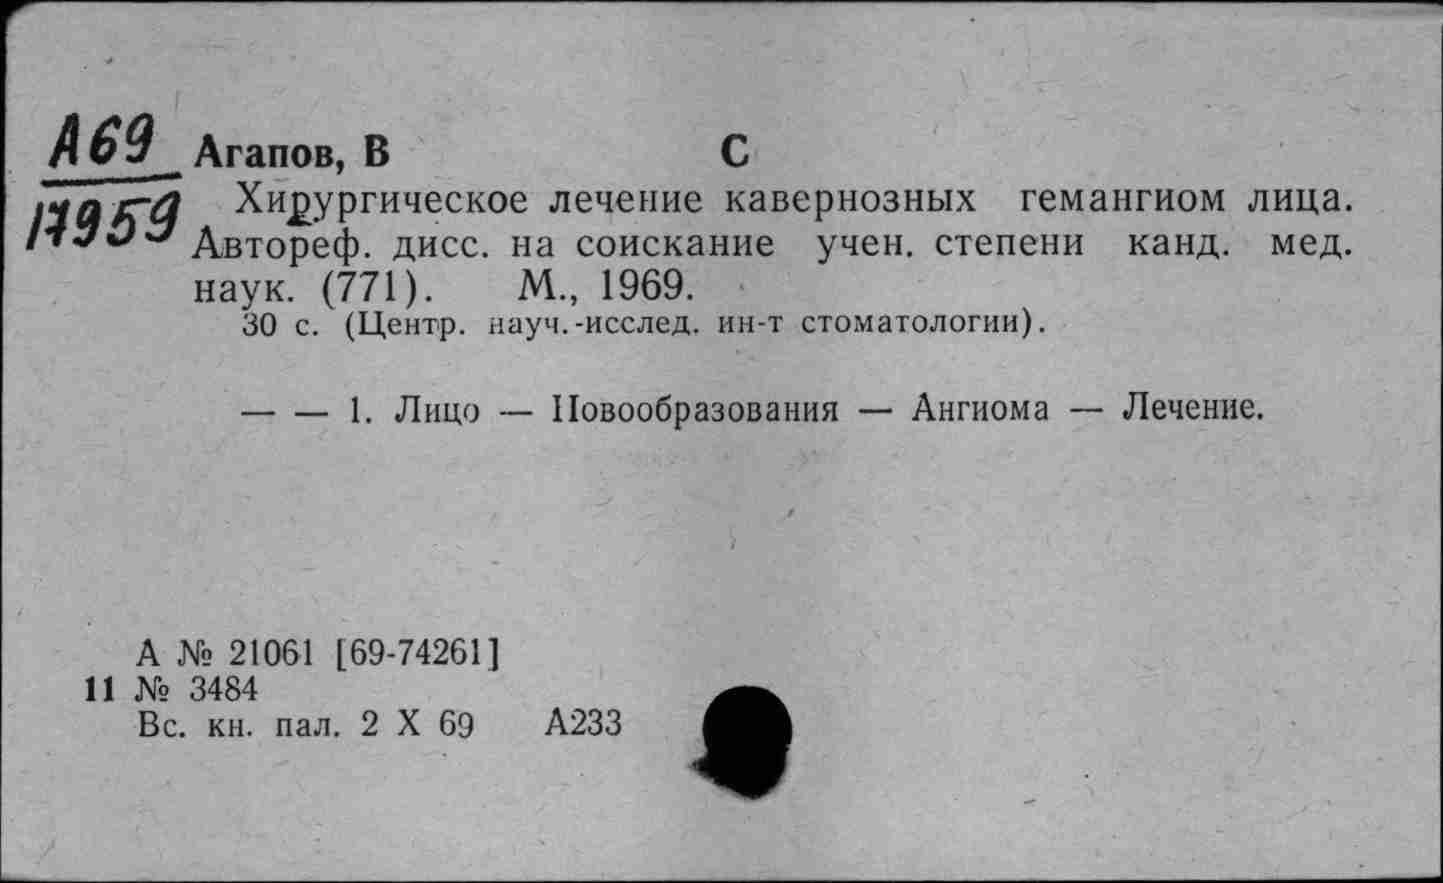 А69 Агапов, В С
17959 Хирургическое лечение кавернозных гемангиом лица.
Автореф. дисс. на соискание учен. степени канд. мед.
наук. (771). М., 1969.
30 с. (Центр. науч.-исслед. ин-т стоматологии).
— — 1. Лицо — Новообразования — Ангиома — Лечение.
А № 21061 [69-74261]
11 № 3484
Вс. кн. пал. 2 X 69 А233